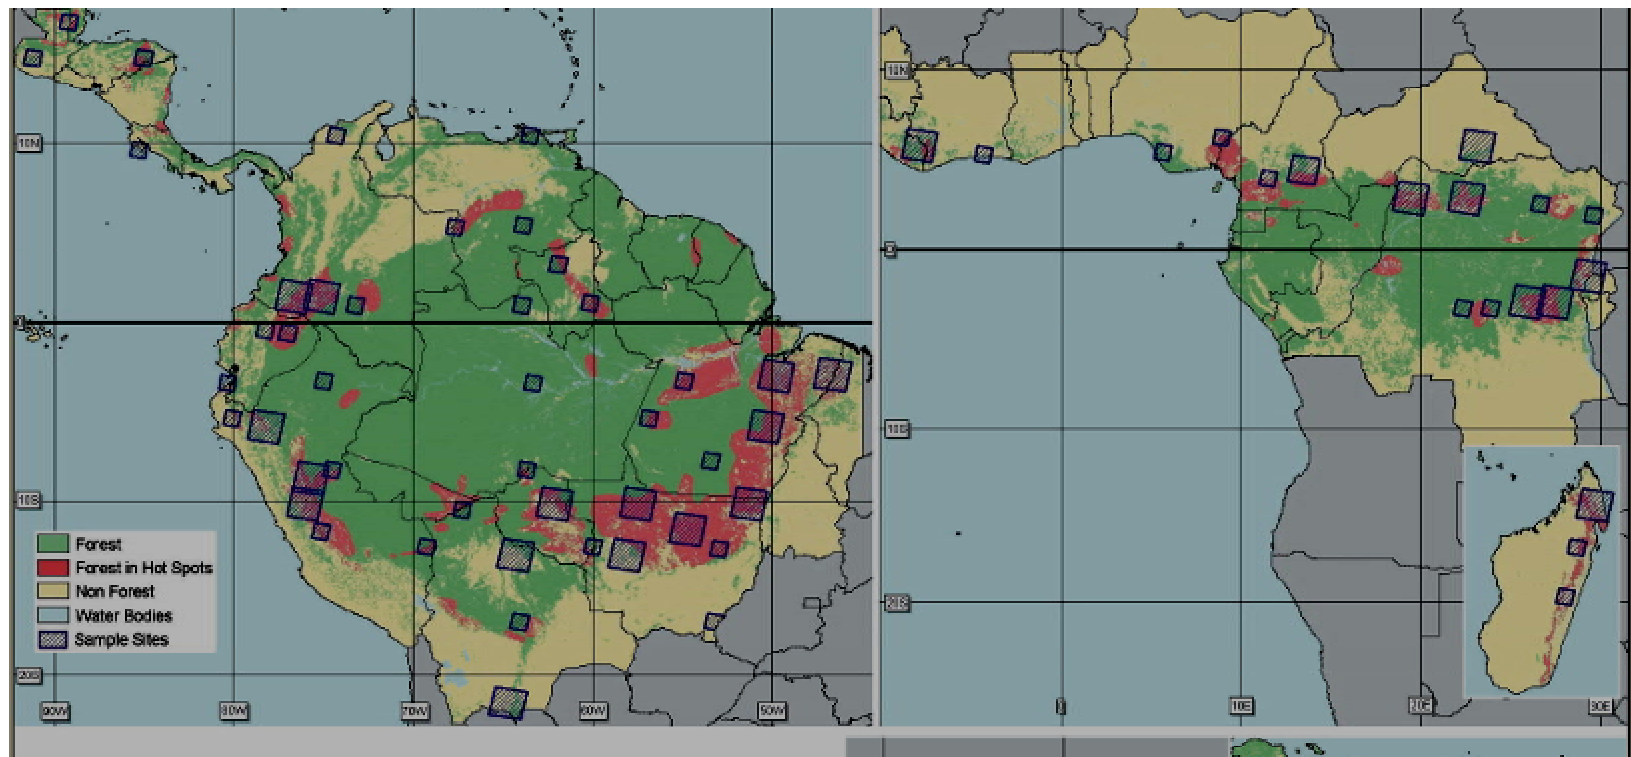 10N
0
10S
20S
90W
80W
70W
60W
50W
Forest
Forest in Hot Spots
Non Forest
Water Bodies
Sample Sites
10N
0
10S
20S
0
10E
20E
30E